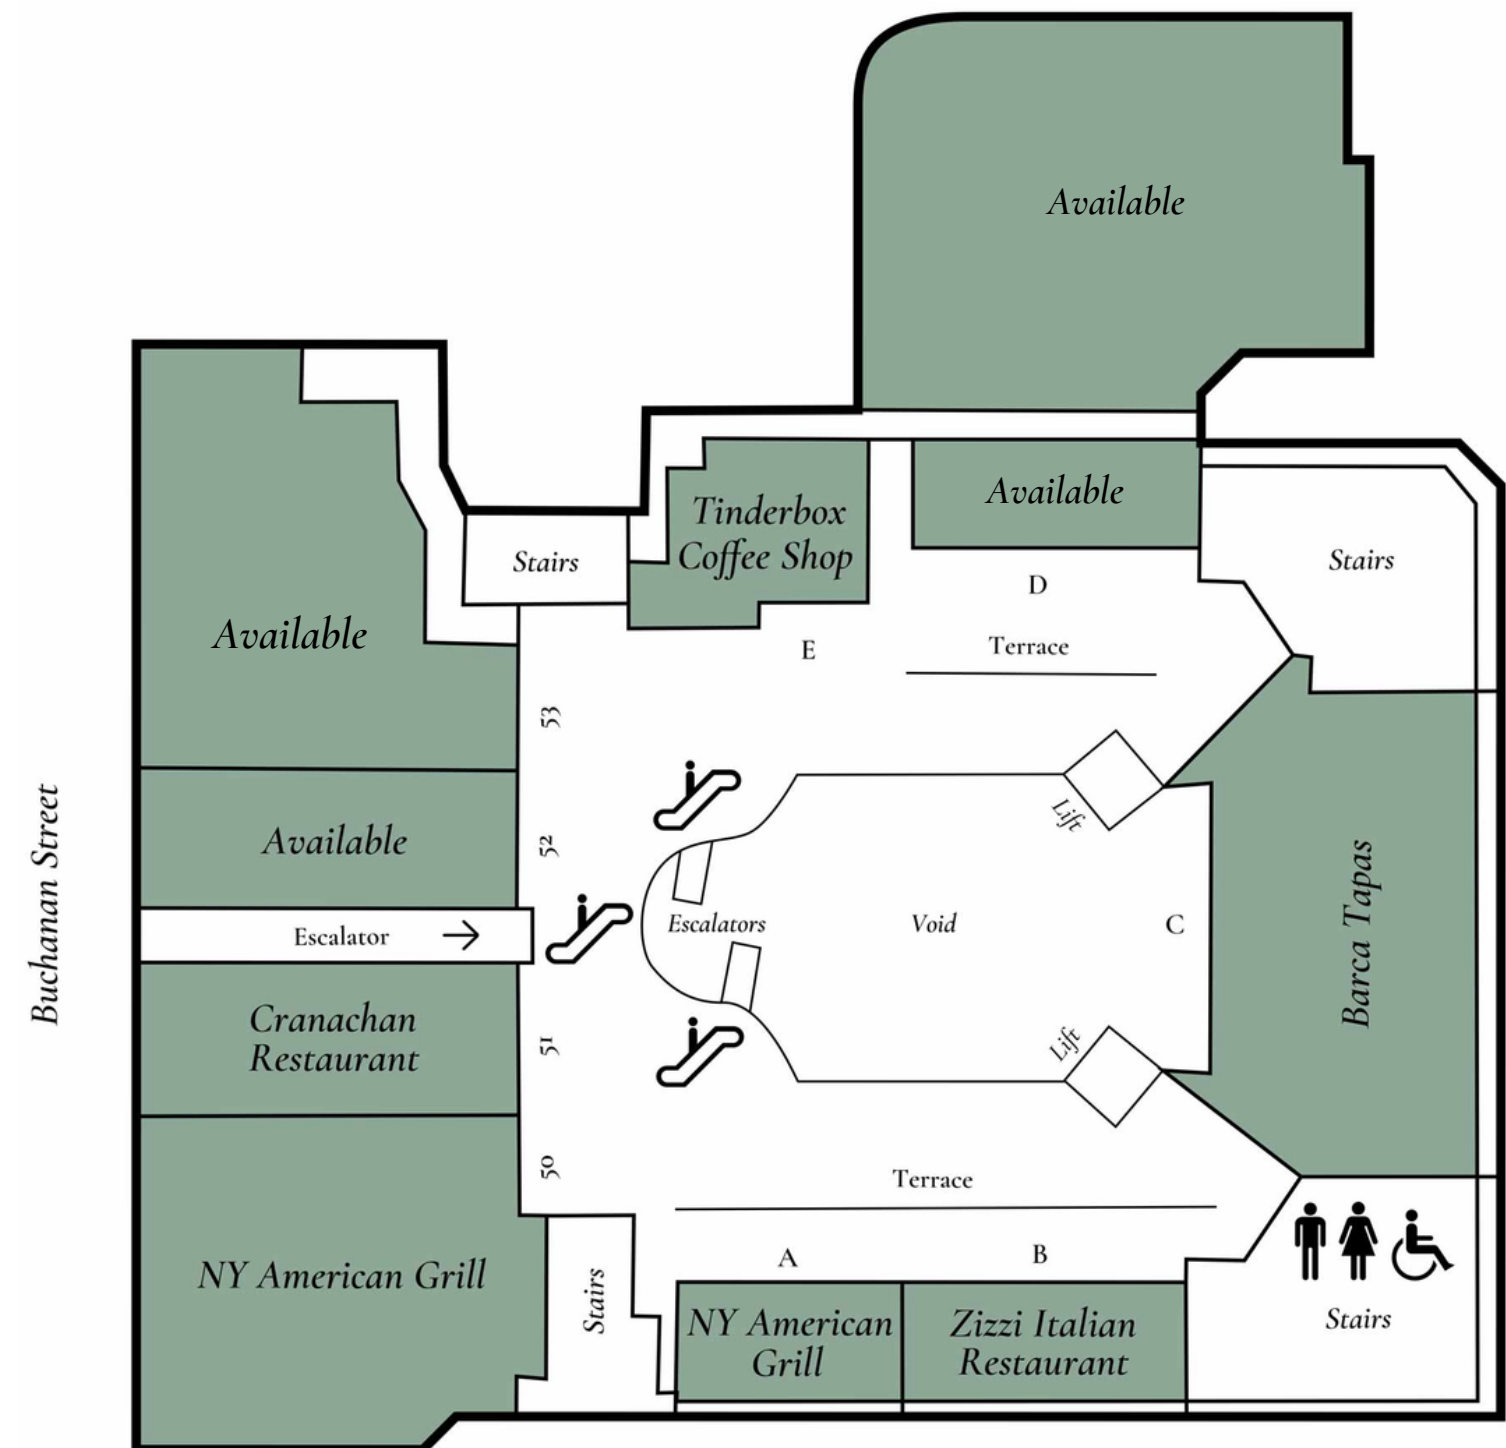 Available
Tinderbox
Coffee Shop
Available
Stairs
Stairs
D
Available
E
Terrace
53
Lift
Available
52
Buchanan Street
Escalator
Escalators
Void
C
Barca Tapas
Cranachan
Restaurant
51
Lift
50
Terrace
A
B
NY American Grill
Stairs
NY American
Grill
Zizzi Italian
Restaurant
Stairs